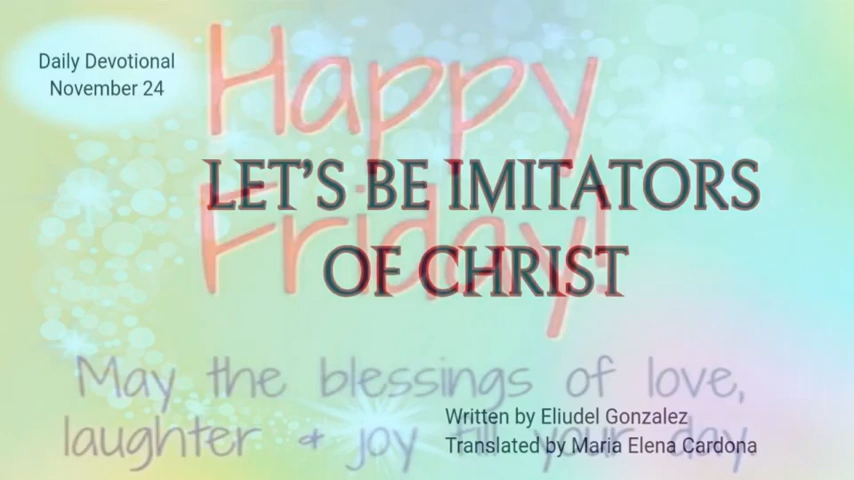 Daily Devotional
November 24
Happy
Friday!
LET'S BE IMITATORS
OF CHRIST
May the blessings of love,
laughter & joy fill your day.
Written by Eliudel Gonzalez
Translated by Maria Elena Cardona